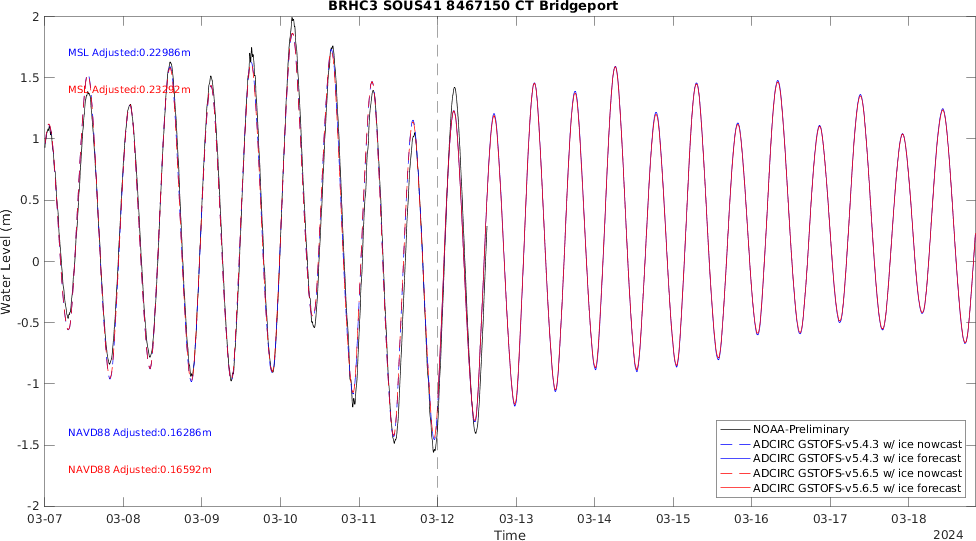 BRHC3 SOUS41 8467150 CT Bridgeport
2
1.5
1
0.5
0
-0.5
-1
-1.5
-2
Water Level (m)
MSL Adjusted:0.22986m
MSL Adjusted:0.23292m
NAVD88 Adjusted:0.16286m
NAVD88 Adjusted:0.16592m
NOAA-Preliminary
ADCIRC GSTOFS-v5.4.3 w/ ice nowcast
ADCIRC GSTOFS-v5.4.3 w/ ice forecast
ADCIRC GSTOFS-v5.6.5 w/ ice nowcast
ADCIRC GSTOFS-v5.6.5 w/ ice forecast
03-07 03-08 03-09 03-10 03-11 03-12 03-13 03-14 03-15 03-16 03-17 03-18
Time
2024